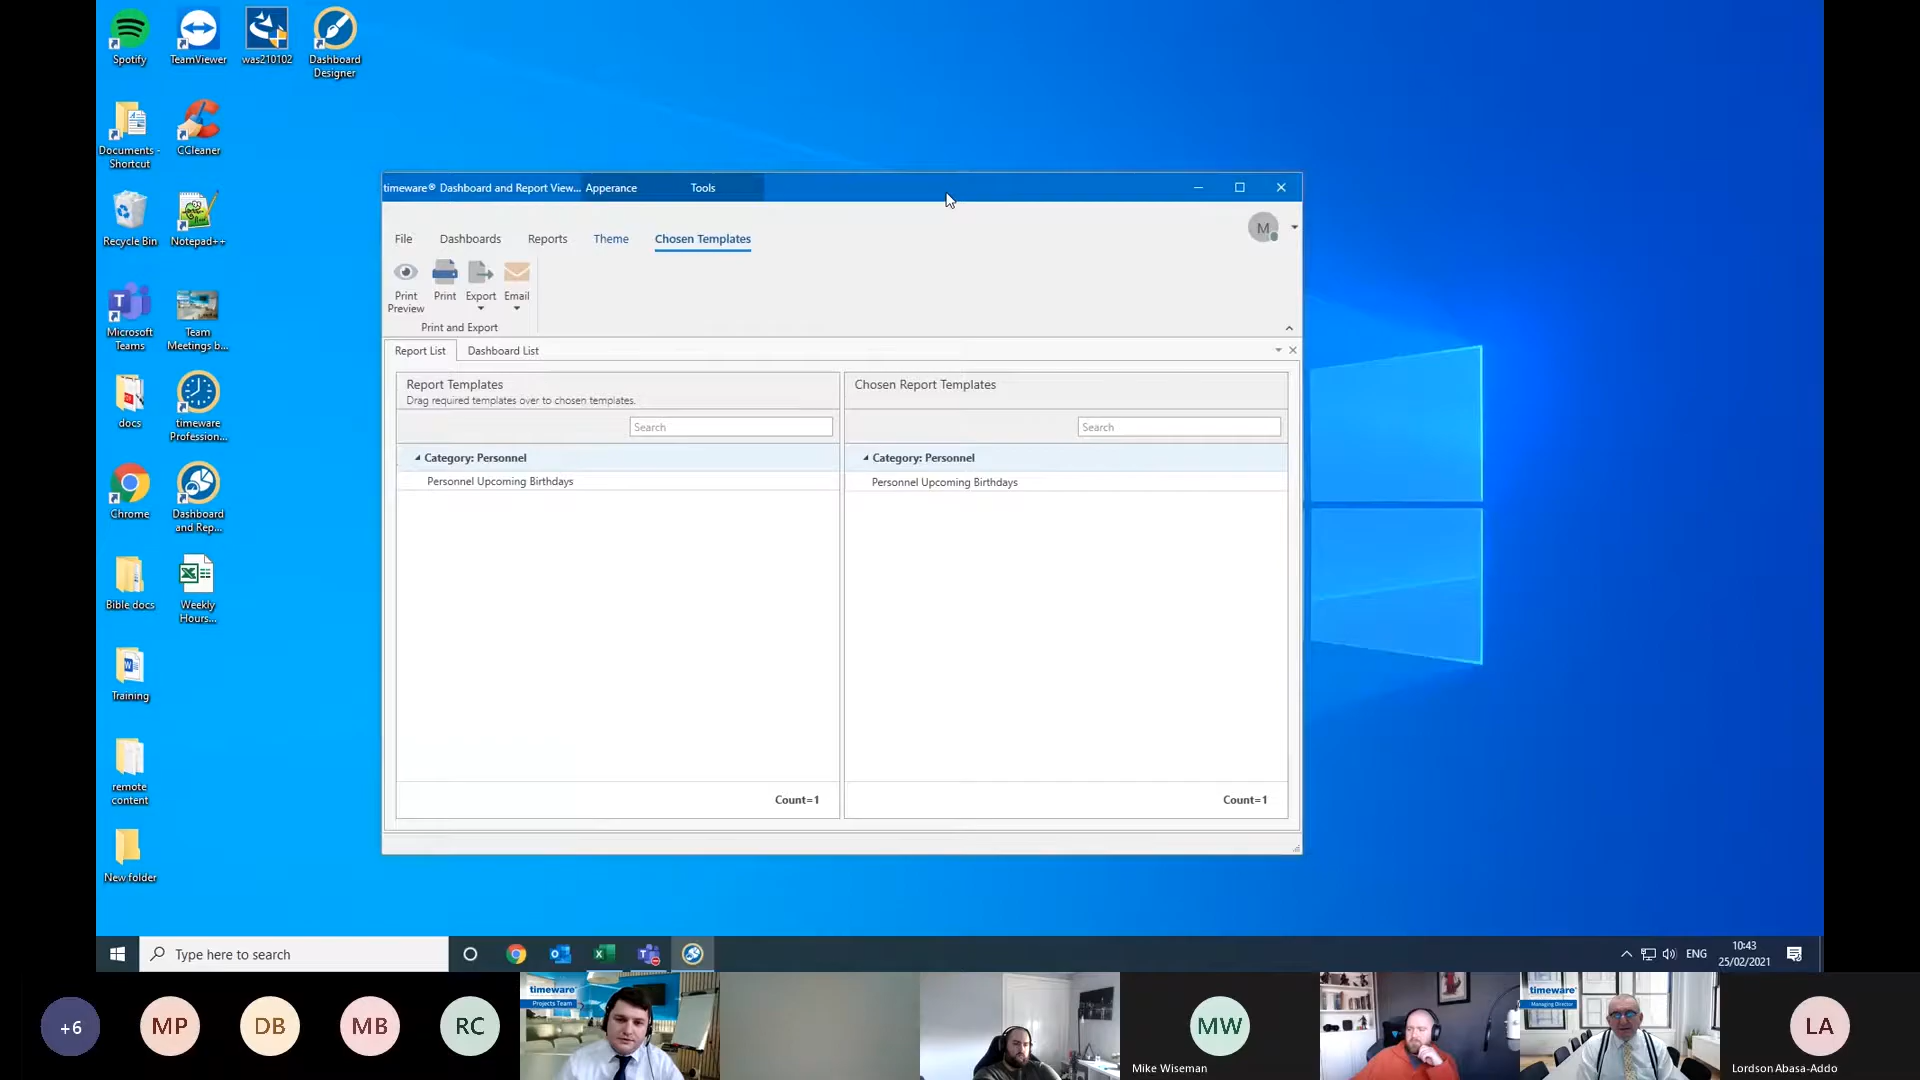 Spotify
TeamViewer
was210102
Dashboard
Designer
Documents -
Shortcut
CCleaner
Recycle Bin
Notepad++
Microsoft
Teams
Team
Meetings b...
docs
timeware
Profession...
Chrome
Dashboard
and Rep...
Bible docs
Weekly
Hours...
Training
remote
content
New folder
timeware® Dashboard and Report View...
Apperance
Tools
M
File
Dashboards
Reports
Theme
Chosen Templates
Print
Preview
Print
Export
Email
Print and Export
Report List
Dashboard List
Report Templates
Drag required templates over to chosen templates.
Search
Category: Personnel
Personnel Upcoming Birthdays
Count=1
Chosen Report Templates
Search
Category: Personnel
Personnel Upcoming Birthdays
Count=1
Type here to search
ENG
10:43
25/02/2021
+6
MP
DB
MB
RC
timeware®
Projects Team
MW
Mike Wiseman
timeware®
Managing Director
LA
Lordson Abasa-Addo